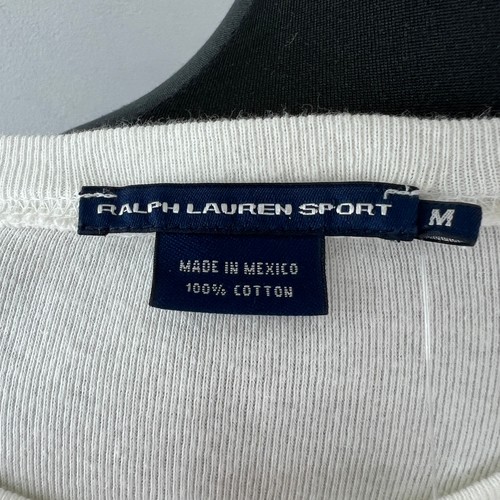 RALPH LAUREN SPORT M
MADE IN MEXICO
100% COTTON